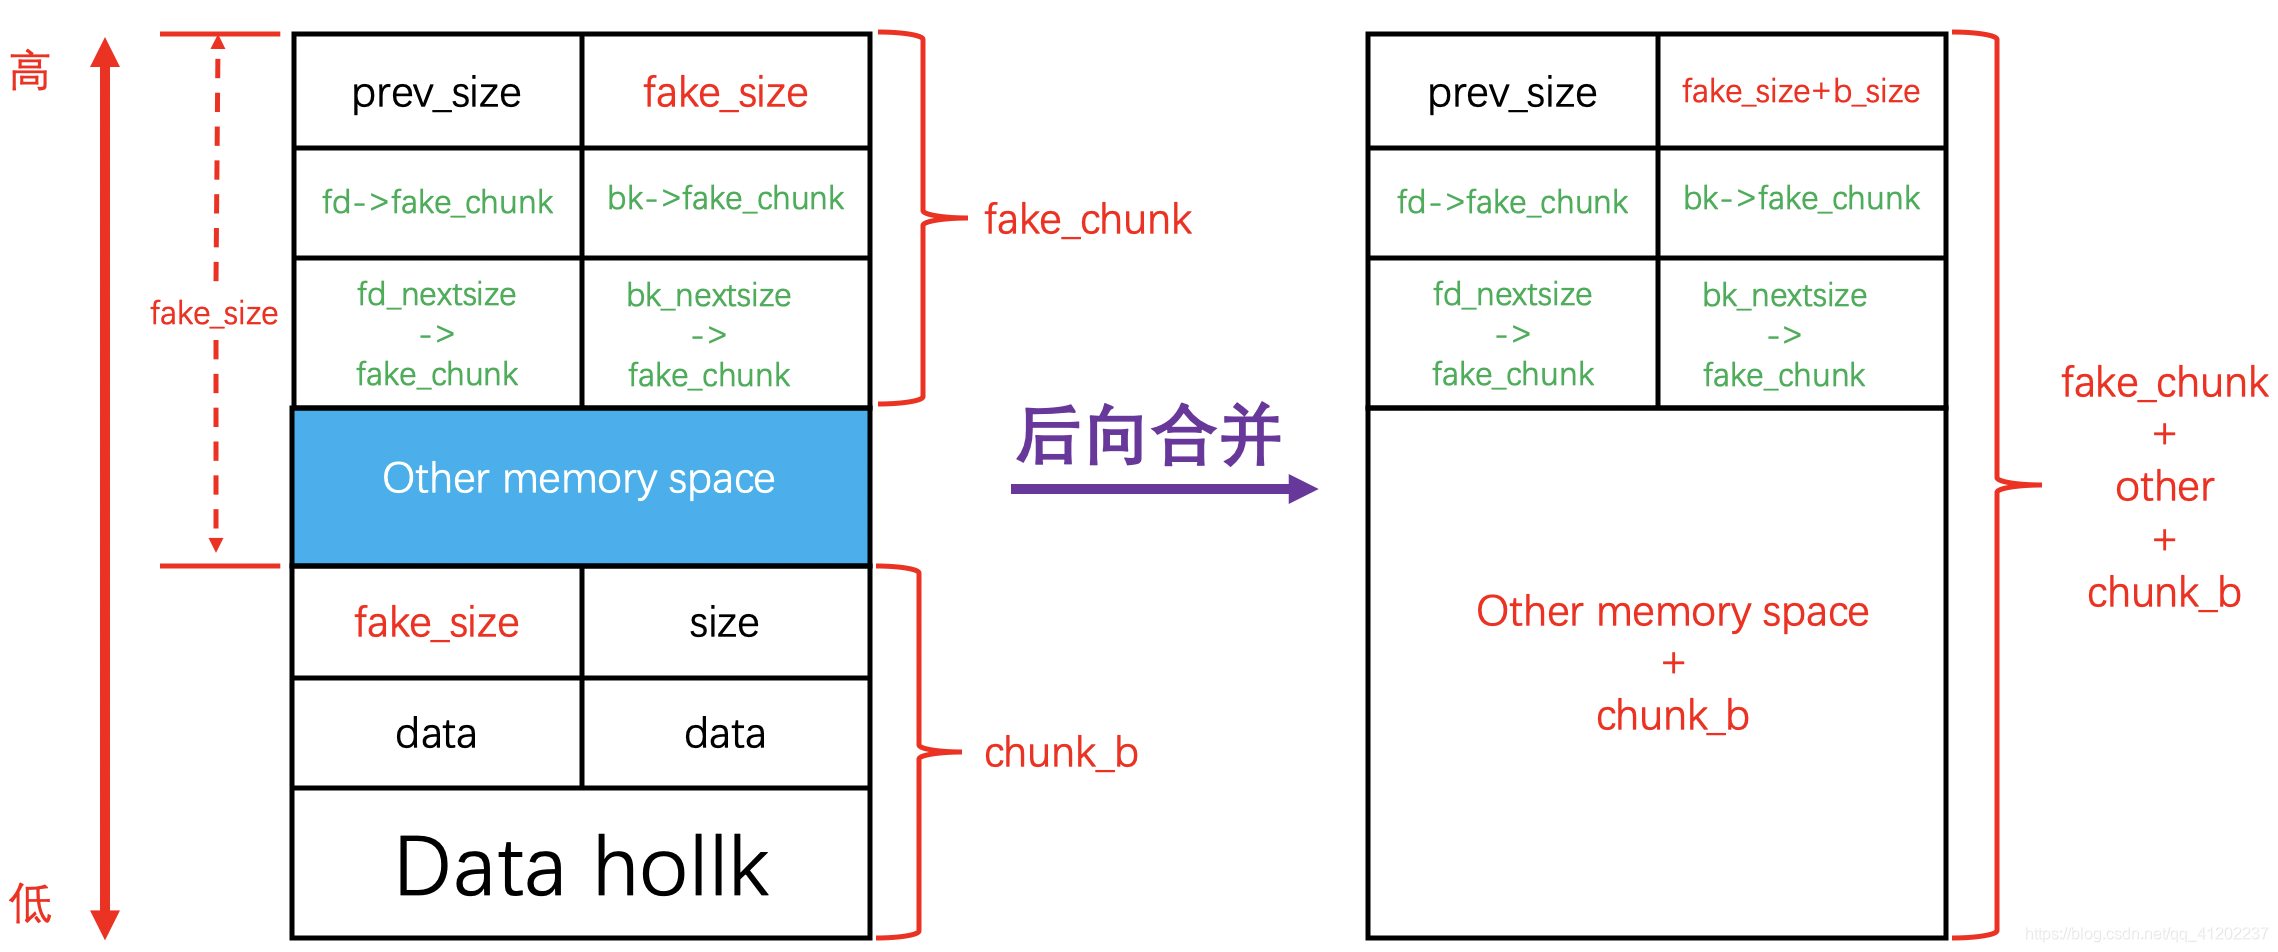 高
prev_size
fake_size
fd->fake_chunk
bk->fake_chunk
fd_nextsize
->
fake_chunk
bk_nextsize
->
fake_chunk
fake_size
fake_chunk
Other memory space
fake_size
size
data
data
Data hollk
chunk_b
低
后向合并
prev_size
fake_size+b_size
fd->fake_chunk
bk->fake_chunk
fd_nextsize
->
fake_chunk
bk_nextsize
->
fake_chunk
Other memory space
+
chunk_b
fake_chunk
+
other
+
chunk_b
https://blog.csdn.net/qq_41202237